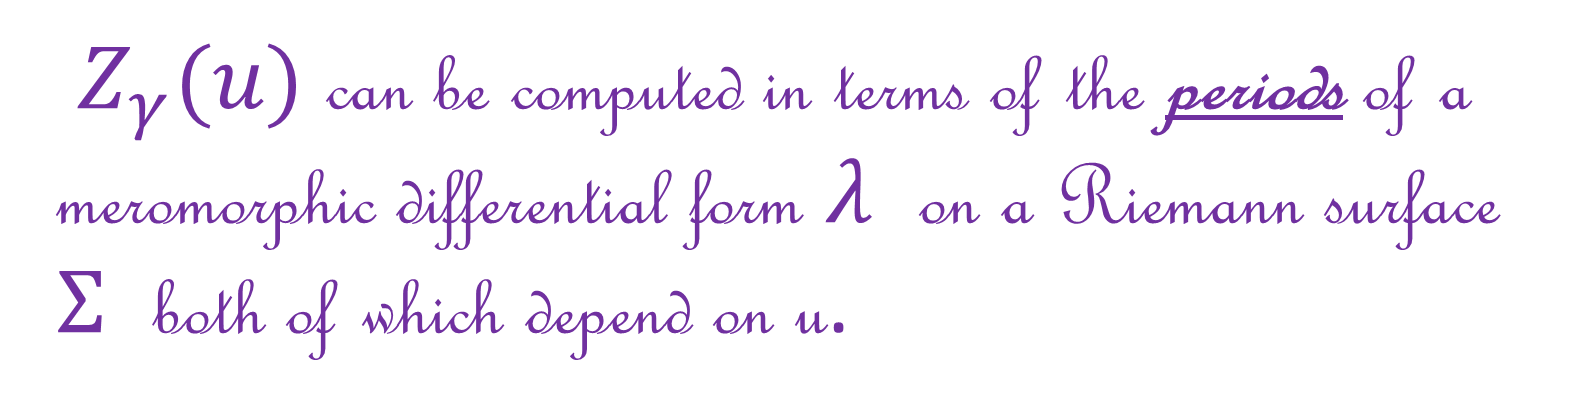 Z_γ(u) can be computed in terms of the periods of a
meromorphic differential form λ on a Riemann surface
Σ both of which depend on u.